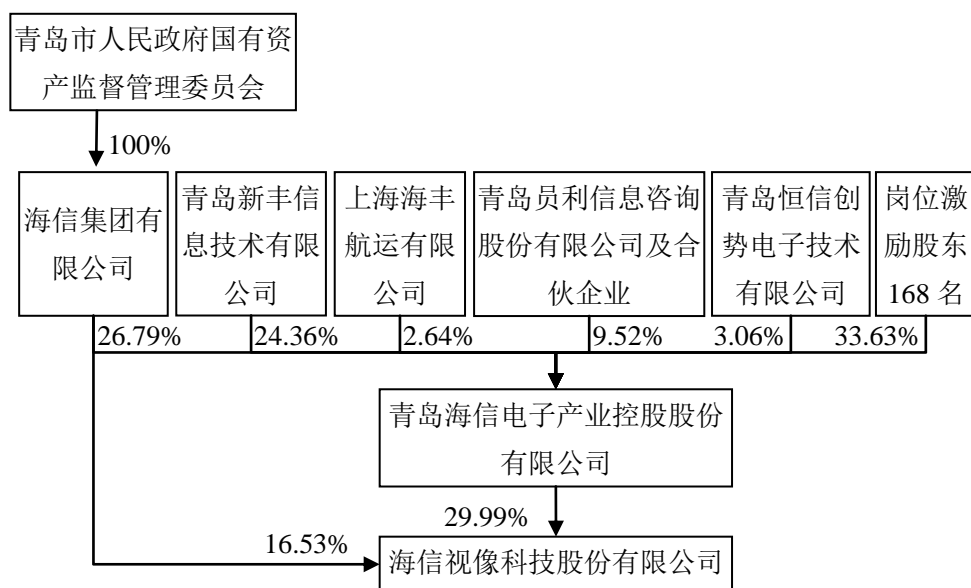 青岛市人民政府国有资
产监督管理委员会
100%
海信集团有
限公司
青岛新丰信
息技术有限
公司
上海海丰
航运有限
公司
青岛员利信息咨询
股份有限公司及合
伙企业
青岛恒信创
势电子技术
有限公司
岗位激
励股东
168 名
26.79%
24.36%
2.64%
9.52%
3.06%
33.63%
青岛海信电子产业控股股份
有限公司
29.99%
16.53%
海信视像科技股份有限公司